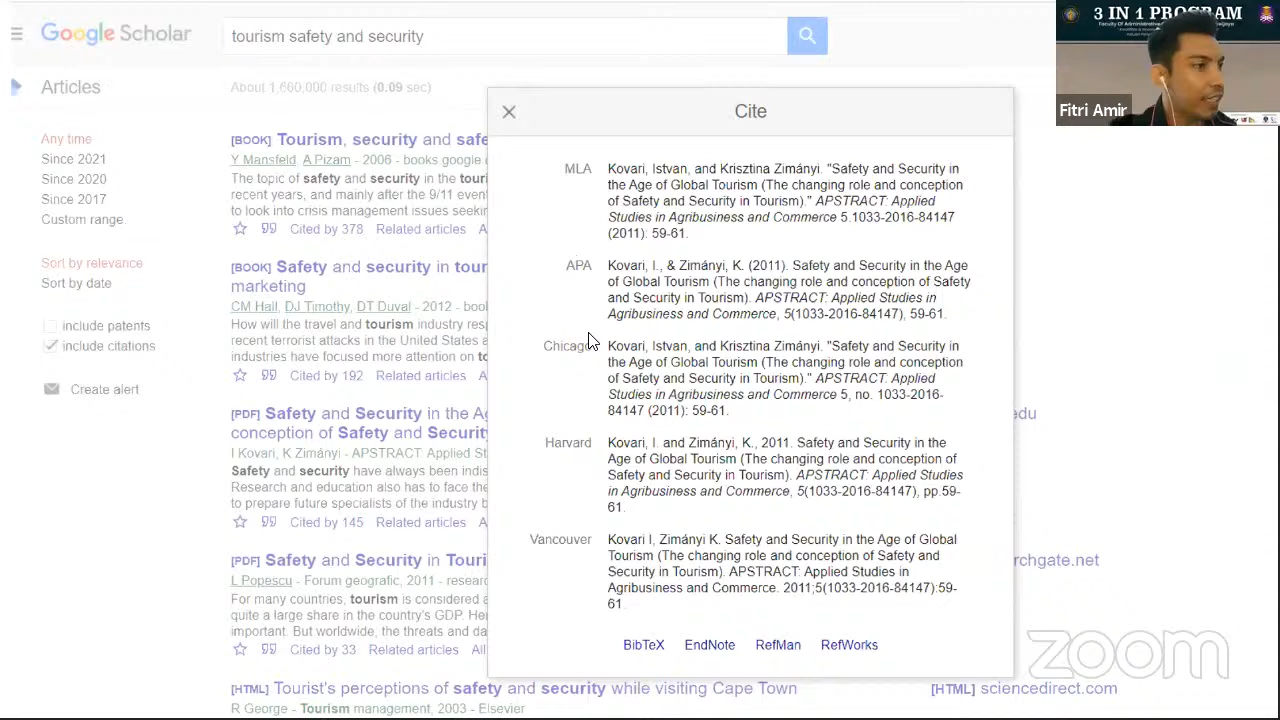 Google Scholar
tourism safety and security
3 IN 1 PROGRAM
Fitri Amir
Articles
About 1,660,000 results (0.09 sec)
Any time
Since 2021
Since 2020
Since 2017
Custom range
Sort by relevance
Sort by date
include patents
include citations
Create alert
[BOOK] Tourism, security and safe
Y Mansfeld, A Pizam - 2006 - books google
The topic of safety and security in the touri
recent years, and mainly after the 9/11 even
to look into crisis management issues seekin
Cited by 378 Related articles A
[BOOK] Safety and security in tour
marketing
CM Hall, DJ Timothy, DT Duval - 2012 - boo
How will the travel and tourism industry resp
recent terrorist attacks in the United States a
industries have focused more attention on to
Cited by 192 Related articles
[PDF] Safety and Security in the Ag
conception of Safety and Securit
I Kovari, K Zimányi - APSTRACT: Applied St
Safety and security have always been indis
Research and education also has to face the
to prepare future specialists of the industry b
Cited by 145 Related articles A
edu
[PDF] Safety and Security in Touri
L Popescu - Forum geografic, 2011 - resear
For many countries, tourism is considered a
quite a large share in the country's GDP. He
important. But worldwide, the threats and da
Cited by 33 Related articles All
rchgate.net
[HTML] Tourist's perceptions of safety and security while visiting Cape Town
[HTML] sciencedirect.com
R George - Tourism management, 2003 - Elsevier
Cite
MLA
Kovari, Istvan, and Krisztina Zimányi. "Safety and Security in
the Age of Global Tourism (The changing role and conception
of Safety and Security in Tourism)." APSTRACT: Applied
Studies in Agribusiness and Commerce 5.1033-2016-84147
(2011): 59-61.
APA
Kovari, I., & Zimányi, K. (2011). Safety and Security in the Age
of Global Tourism (The changing role and conception of Safety
and Security in Tourism). APSTRACT: Applied Studies in
Agribusiness and Commerce, 5(1033-2016-84147), 59-61.
Chicago
Kovari, Istvan, and Krisztina Zimányi. "Safety and Security in
the Age of Global Tourism (The changing role and conception
of Safety and Security in Tourism)." APSTRACT: Applied
Studies in Agribusiness and Commerce 5, no. 1033-2016-
84147 (2011): 59-61.
Harvard
Kovari, I. and Zimányi, K., 2011. Safety and Security in the
Age of Global Tourism (The changing role and conception of
Safety and Security in Tourism). APSTRACT: Applied Studies
in Agribusiness and Commerce, 5(1033-2016-84147), pp.59-
61.
Vancouver
Kovari I, Zimányi K. Safety and Security in the Age of Global
Tourism (The changing role and conception of Safety and
Security in Tourism). APSTRACT: Applied Studies in
Agribusiness and Commerce. 2011;5(1033-2016-84147):59-
61.
BibTeX EndNote RefMan RefWorks
zoom